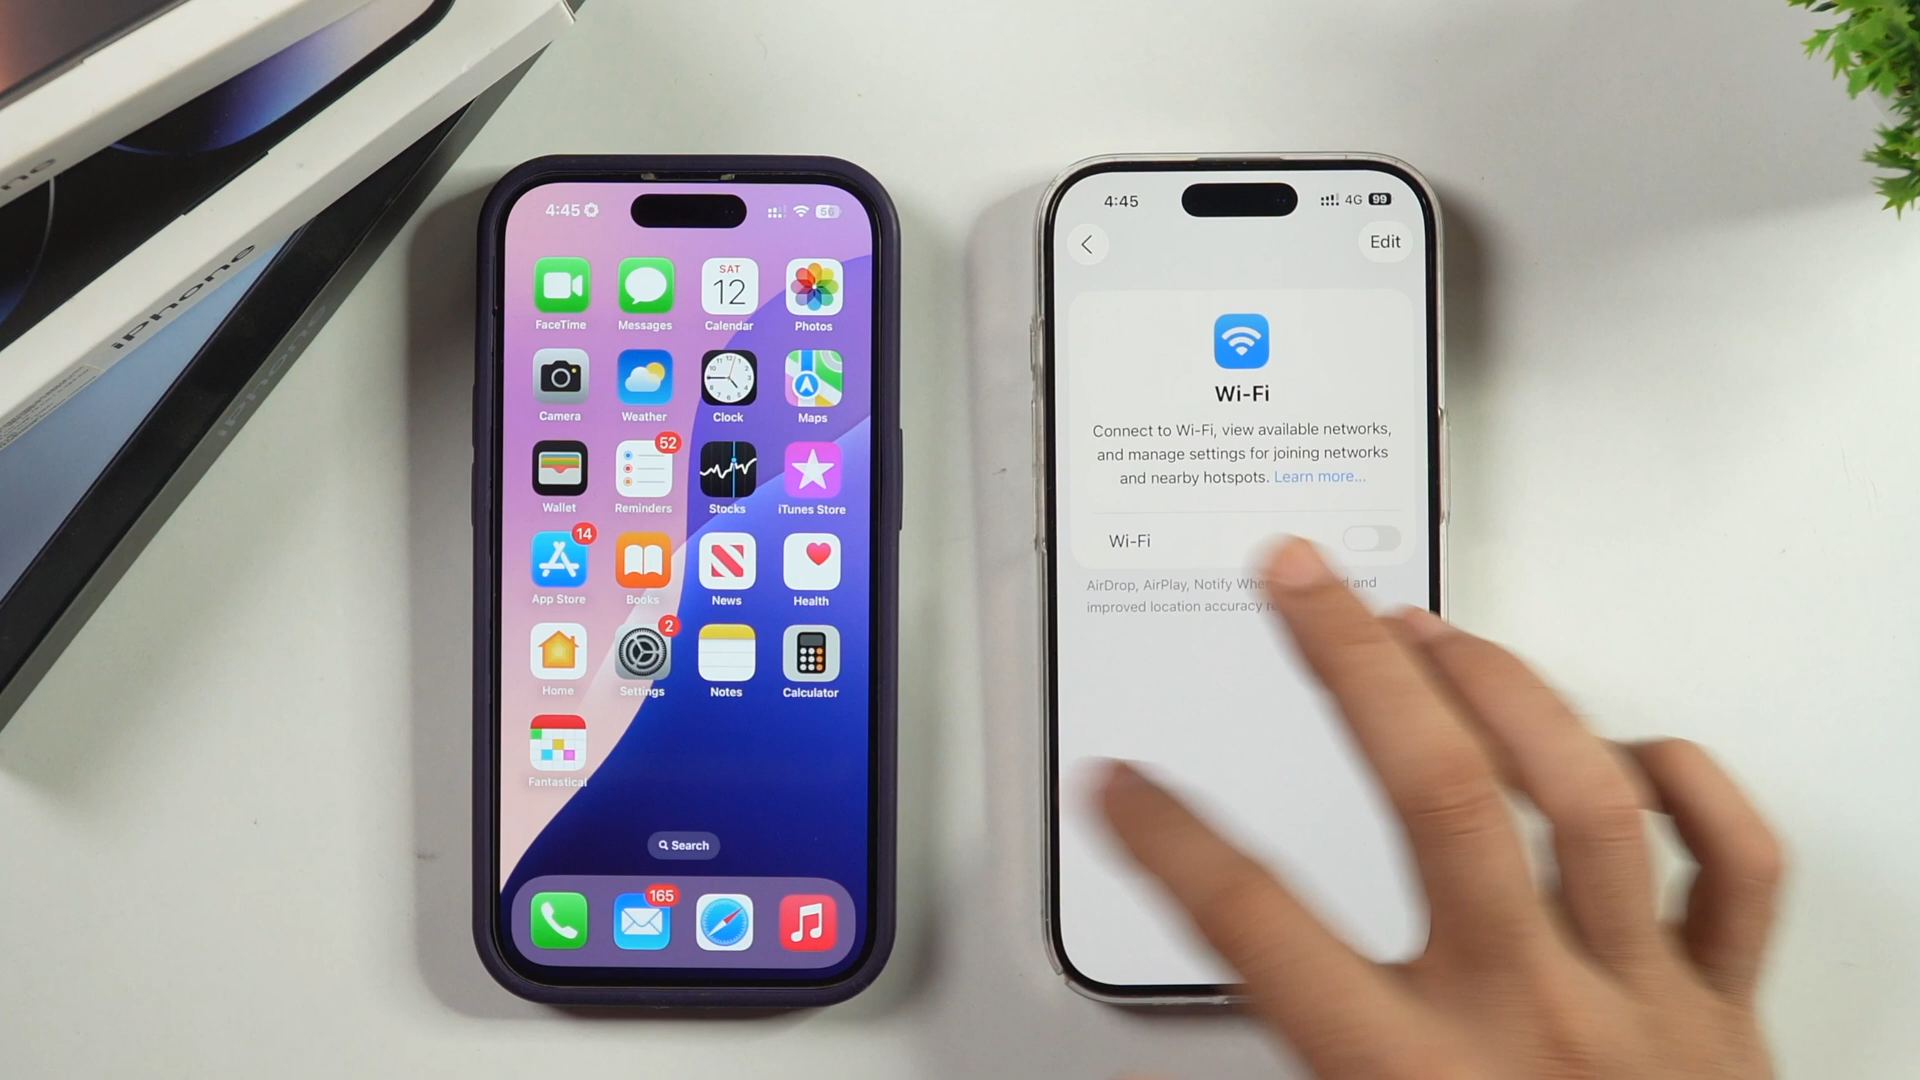 iphone
iphone
4:45
56
FaceTime
Messages
SAT
12
Calendar
Photos
Camera
Weather
Clock
Maps
Wallet
52
Reminders
Stocks
iTunes Store
14
App Store
Books
News
Health
Home
2
Settings
Notes
Calculator
Fantastical
Search
165
4:45
4G
99
Edit
Wi-Fi
Connect to Wi-Fi, view available networks,
and manage settings for joining networks
and nearby hotspots. Learn more...
Wi-Fi
AirDrop, AirPlay, Notify and
improved location accuracy